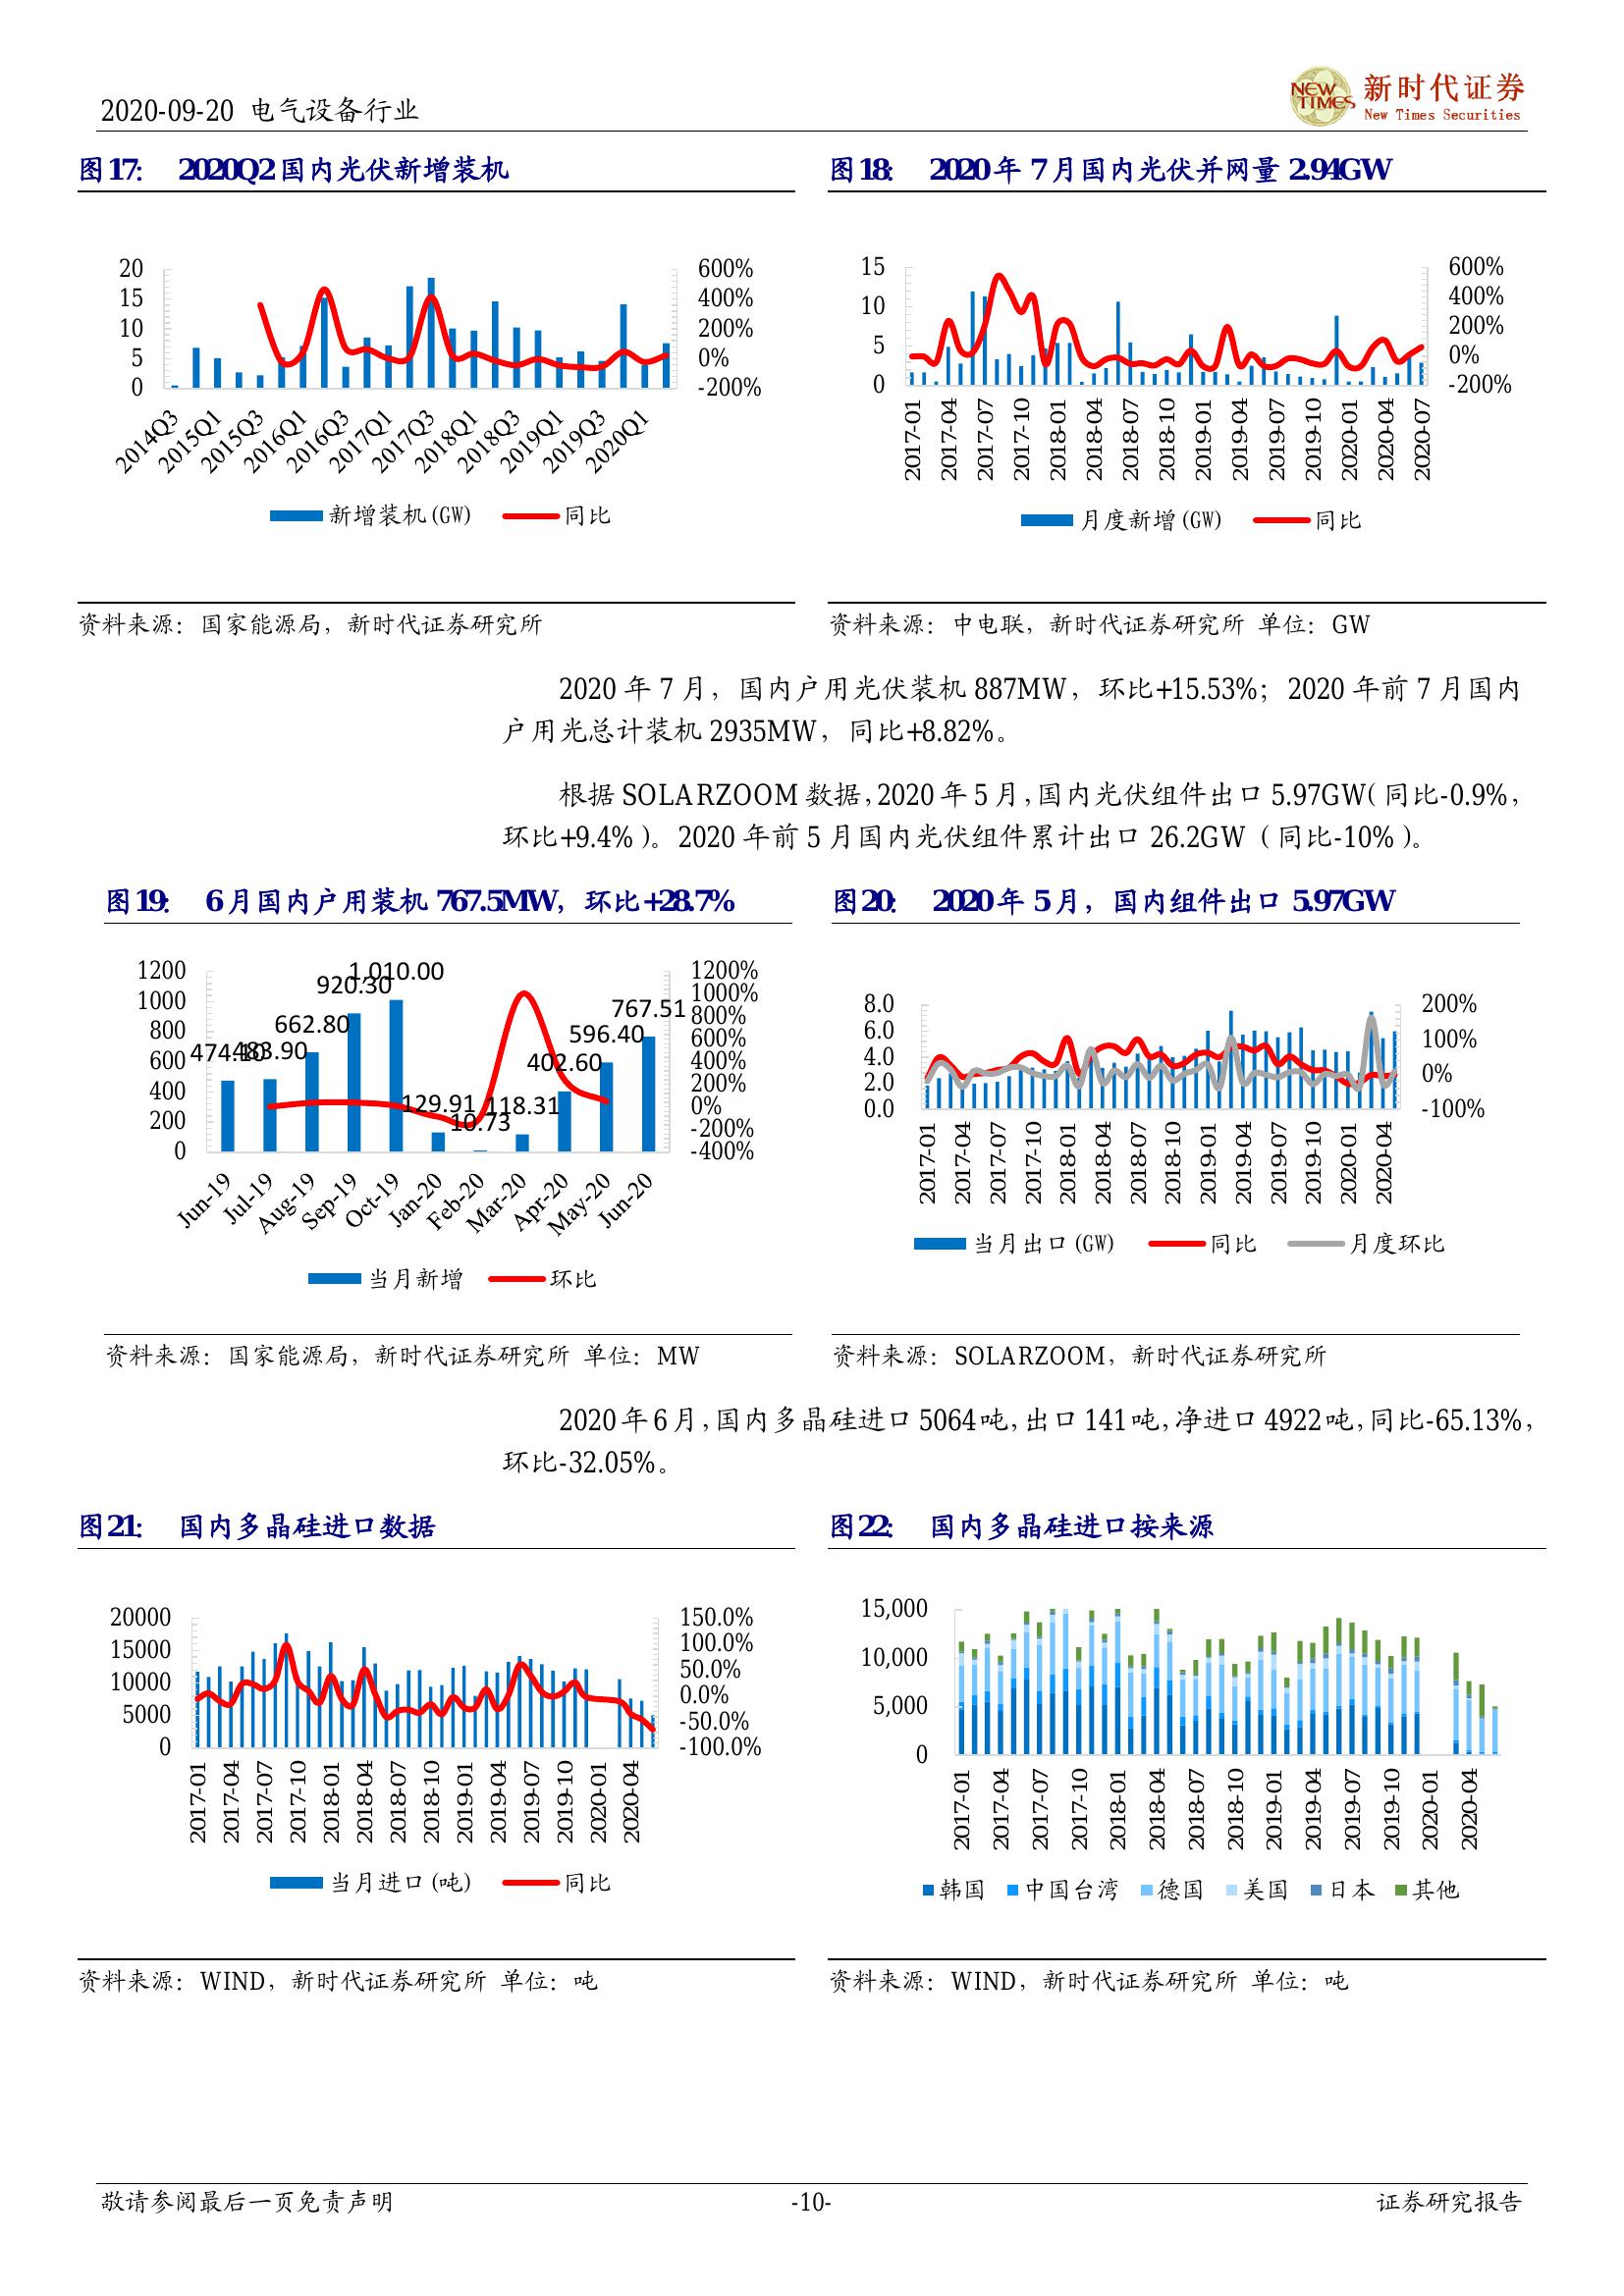 2020-09-20 电气设备行业
NEW TIMES 新时代证券
New Times Securities
图17: 2020Q2国内光伏新增装机
图18: 2020年7月国内光伏并网量2.94GW
20 600%
15 400%
10 200%
5 0%
0 -200%
2014Q3 2015Q1 2015Q3 2016Q1 2016Q3 2017Q1 2017Q3 2018Q1 2018Q3 2019Q1 2019Q3 2020Q1
新增装机(GW) 同比
15 600%
10 400%
5 200%
0 0%
-200%
2017-01 2017-04 2017-07 2017-10 2018-01 2018-04 2018-07 2018-10 2019-01 2019-04 2019-07 2019-10 2020-01 2020-04 2020-07
月度新增(GW) 同比
资料来源：国家能源局，新时代证券研究所
资料来源：中电联，新时代证券研究所 单位：GW
2020年7月，国内户用光伏装机887MW，环比+15.53%；2020年前7月国内
户用光总计装机2935MW，同比+8.82%。
根据SOLARZOOM数据，2020年5月，国内光伏组件出口5.97GW（同比-0.9%，
环比+9.4%）。2020年前5月国内光伏组件累计出口26.2GW（同比-10%）。
图19: 6月国内户用装机767.5MW，环比+28.7%
图20: 2020年5月，国内组件出口5.97GW
1200 1000 800 600 400 200 0
474.10 483.90 662.80 920.30 1,010.00 129.91 10.73 118.31 402.60 596.40 767.51
1200% 1000% 800% 600% 400% 200% 0% -200% -400%
Jun-19 Jul-19 Aug-19 Sep-19 Oct-19 Jan-20 Feb-20 Mar-20 Apr-20 May-20 Jun-20
当月新增 环比
8.0 6.0 4.0 2.0 0.0
200% 100% 0% -100%
2017-01 2017-04 2017-07 2017-10 2018-01 2018-04 2018-07 2018-10 2019-01 2019-04 2019-07 2019-10 2020-01 2020-04
当月出口(GW) 同比 月度环比
资料来源：国家能源局，新时代证券研究所 单位：MW
资料来源：SOLARZOOM，新时代证券研究所
2020年6月，国内多晶硅进口5064吨，出口141吨，净进口4922吨，同比-65.13%，
环比-32.05%。
图21: 国内多晶硅进口数据
图22: 国内多晶硅进口按来源
20000 15000 10000 5000 0
150.0% 100.0% 50.0% 0.0% -50.0% -100.0%
2017-01 2017-04 2017-07 2017-10 2018-01 2018-04 2018-07 2018-10 2019-01 2019-04 2019-07 2019-10 2020-01 2020-04
当月进口(吨) 同比
15,000 10,000 5,000 0
2017-01 2017-04 2017-07 2017-10 2018-01 2018-04 2018-07 2018-10 2019-01 2019-04 2019-07 2019-10 2020-01 2020-04
韩国 中国台湾 德国 美国 日本 其他
资料来源：WIND，新时代证券研究所 单位：吨
资料来源：WIND，新时代证券研究所 单位：吨
敬请参阅最后一页免责声明 -10- 证券研究报告